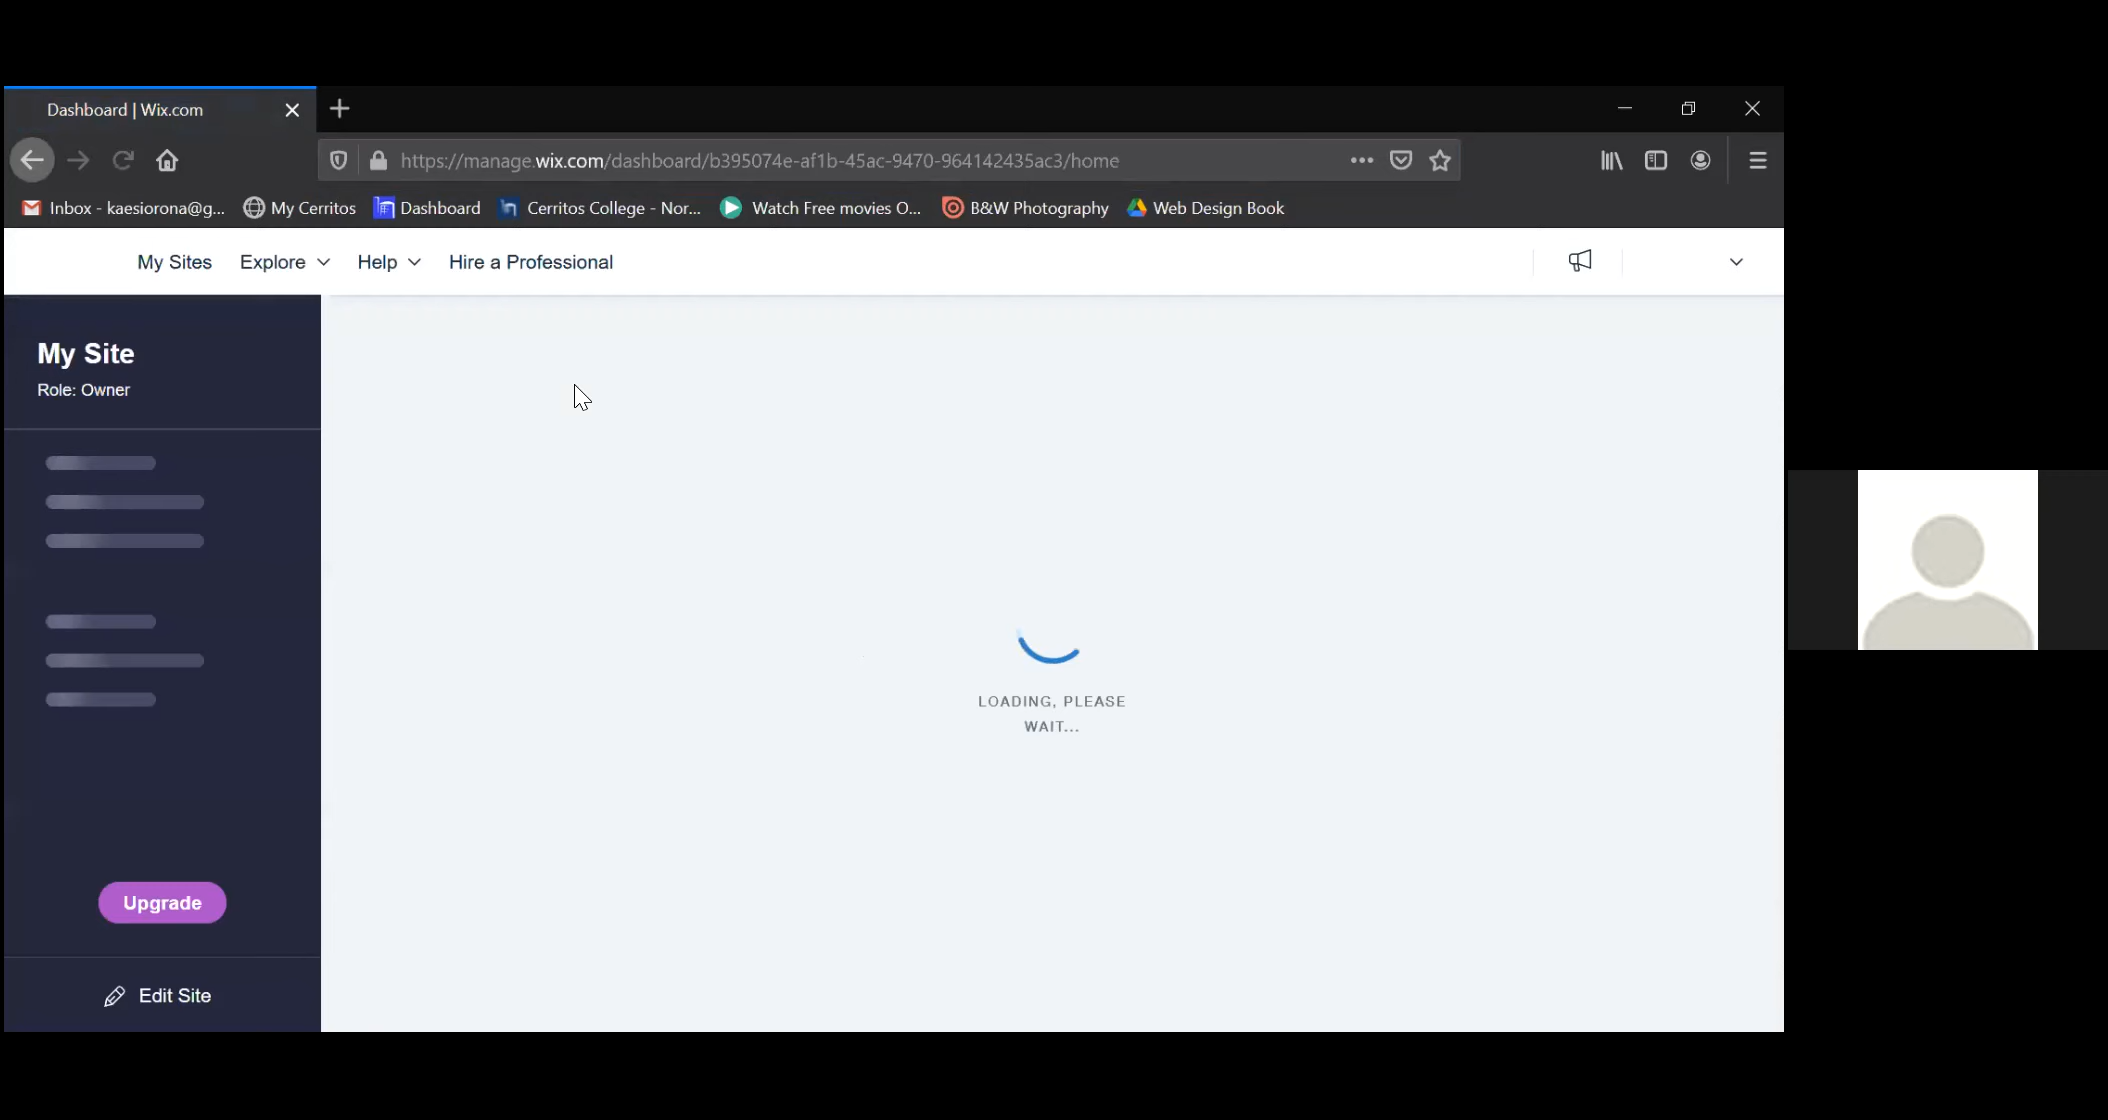 Dashboard | Wix.com
https://manage.wix.com/dashboard/b395074e-af1b-45ac-9470-964142435ac3/home
Inbox - kaesiorona@g... My Cerritos Dashboard Cerritos College - Nor... Watch Free movies O... B&W Photography Web Design Book
My Sites Explore Help Hire a Professional
My Site
Role: Owner
LOADING, PLEASE
WAIT...
Upgrade
Edit Site